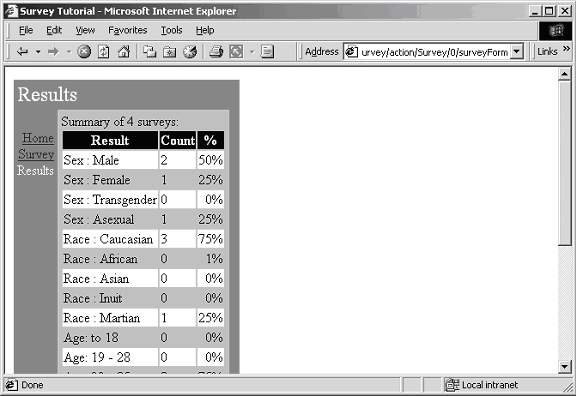 Survey Tutorial - Microsoft Internet Explorer
File Edit View Favorites Tools Help
Address urvey/action/Survey/0/surveyForm Links »
Results
Summary of 4 surveys:
Home
Survey
Results
Result Count %
Sex : Male 2 50%
Sex : Female 1 25%
Sex : Transgender 0 0%
Sex : Asexual 1 25%
Race : Caucasian 3 75%
Race : African 0 1%
Race : Asian 0 0%
Race : Inuit 0 0%
Race : Martian 1 25%
Age: to 18 0 0%
Age: 19 - 28 0 0%
Done Local intranet